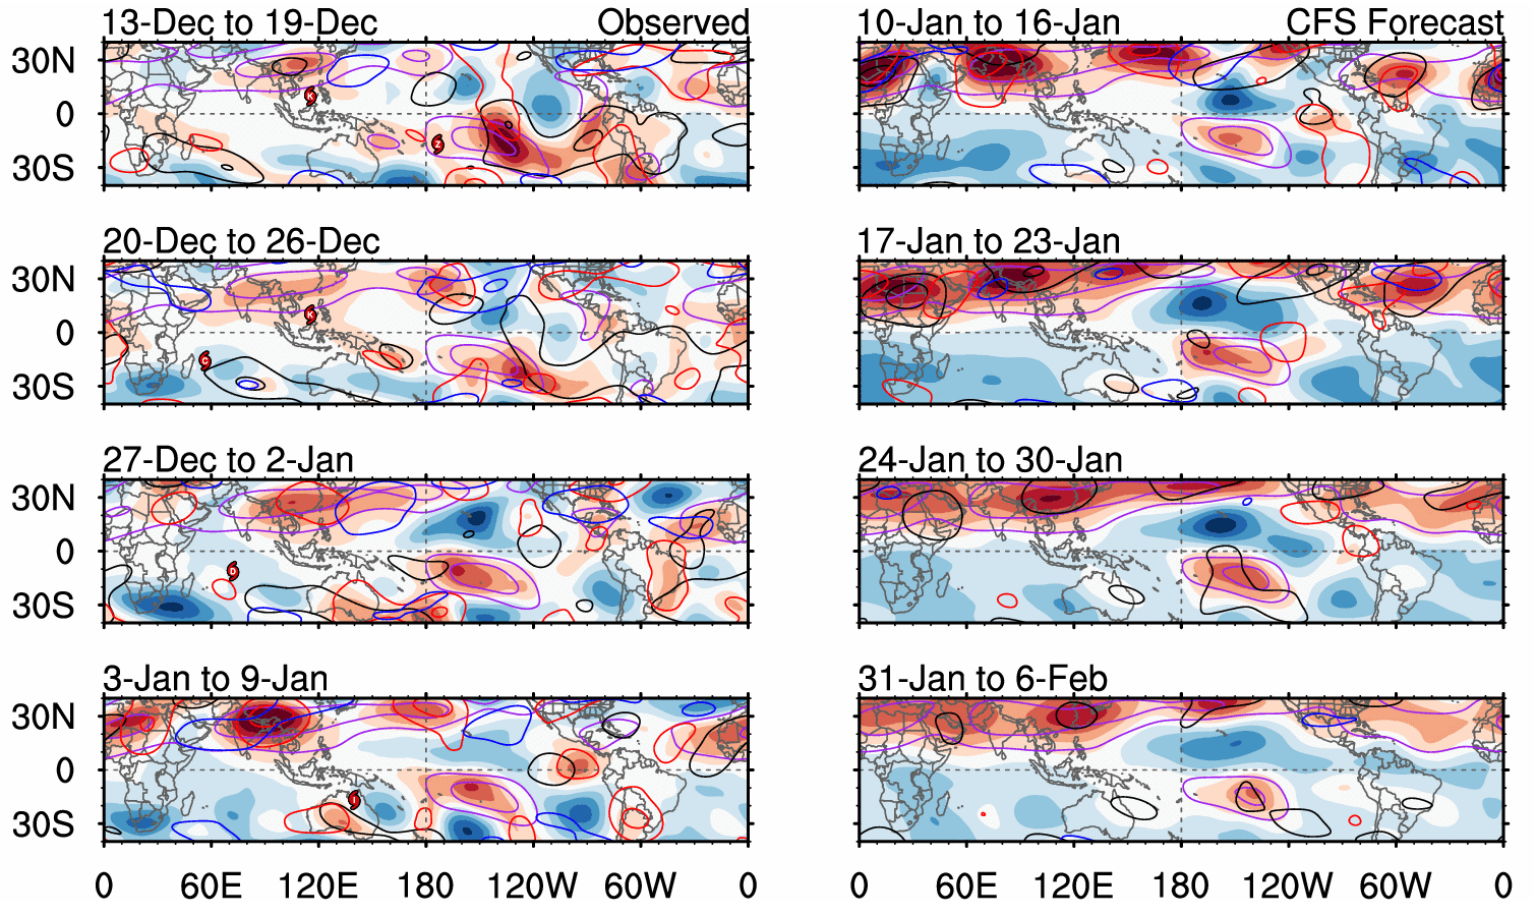 13-Dec to 19-Dec Observed
30N
0
30S
20-Dec to 26-Dec
30N
0
30S
27-Dec to 2-Jan
30N
0
30S
3-Jan to 9-Jan
30N
0
30S
0 60E 120E 180 120W 60W 0
10-Jan to 16-Jan CFS Forecast
17-Jan to 23-Jan
24-Jan to 30-Jan
31-Jan to 6-Feb
0 60E 120E 180 120W 60W 0